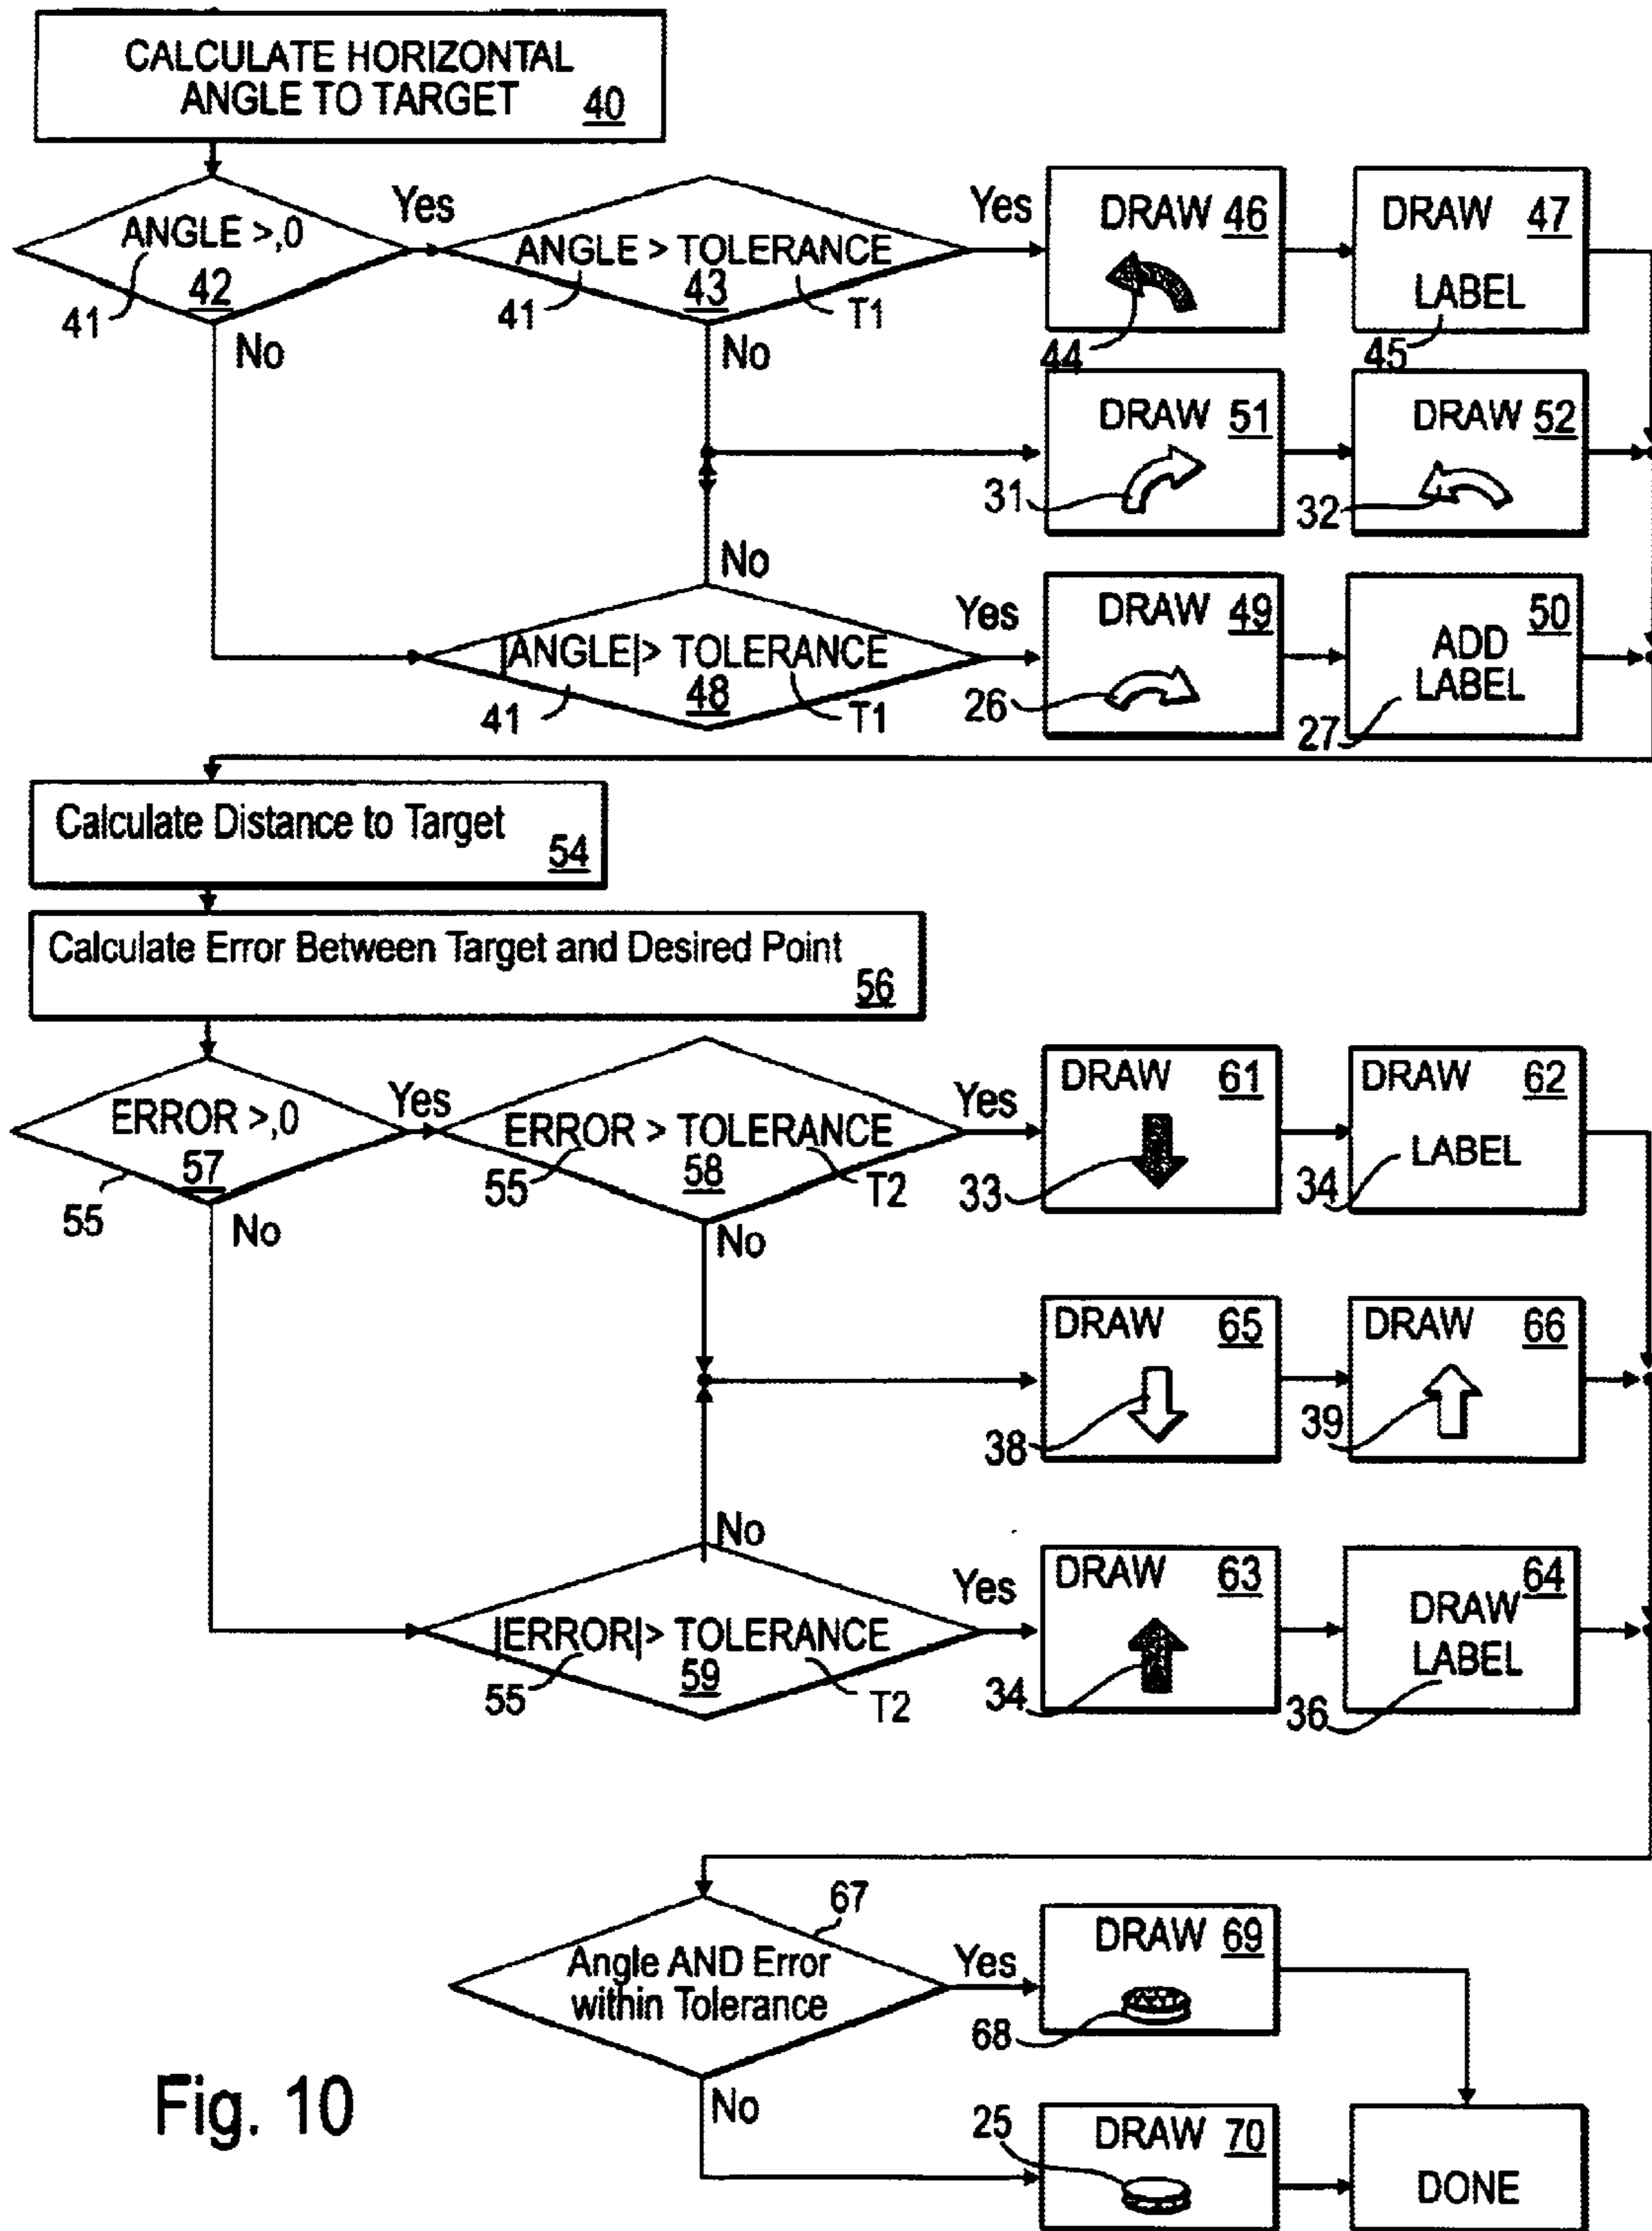 CALCULATE HORIZONTAL
ANGLE TO TARGET 40
ANGLE >,0
42
41
Yes
No
ANGLE > TOLERANCE
43
41
T1
Yes
No
DRAW 46
44
DRAW 47
LABEL
45
DRAW 51
31
DRAW 52
32
No
|ANGLE|> TOLERANCE
48
41
T1
Yes
DRAW 49
26
50
ADD
LABEL
27
Calculate Distance to Target
54
Calculate Error Between Target and Desired Point
56
ERROR >,0
57
55
Yes
No
ERROR > TOLERANCE
58
55
T2
Yes
No
DRAW 61
33
DRAW 62
LABEL
34
DRAW 65
38
DRAW 66
39
No
|ERROR|> TOLERANCE
59
55
T2
Yes
DRAW 63
34
64
DRAW
LABEL
36
67
Angle AND Error
within Tolerance
Yes
No
DRAW 69
68
DRAW 70
25
DONE
Fig. 10